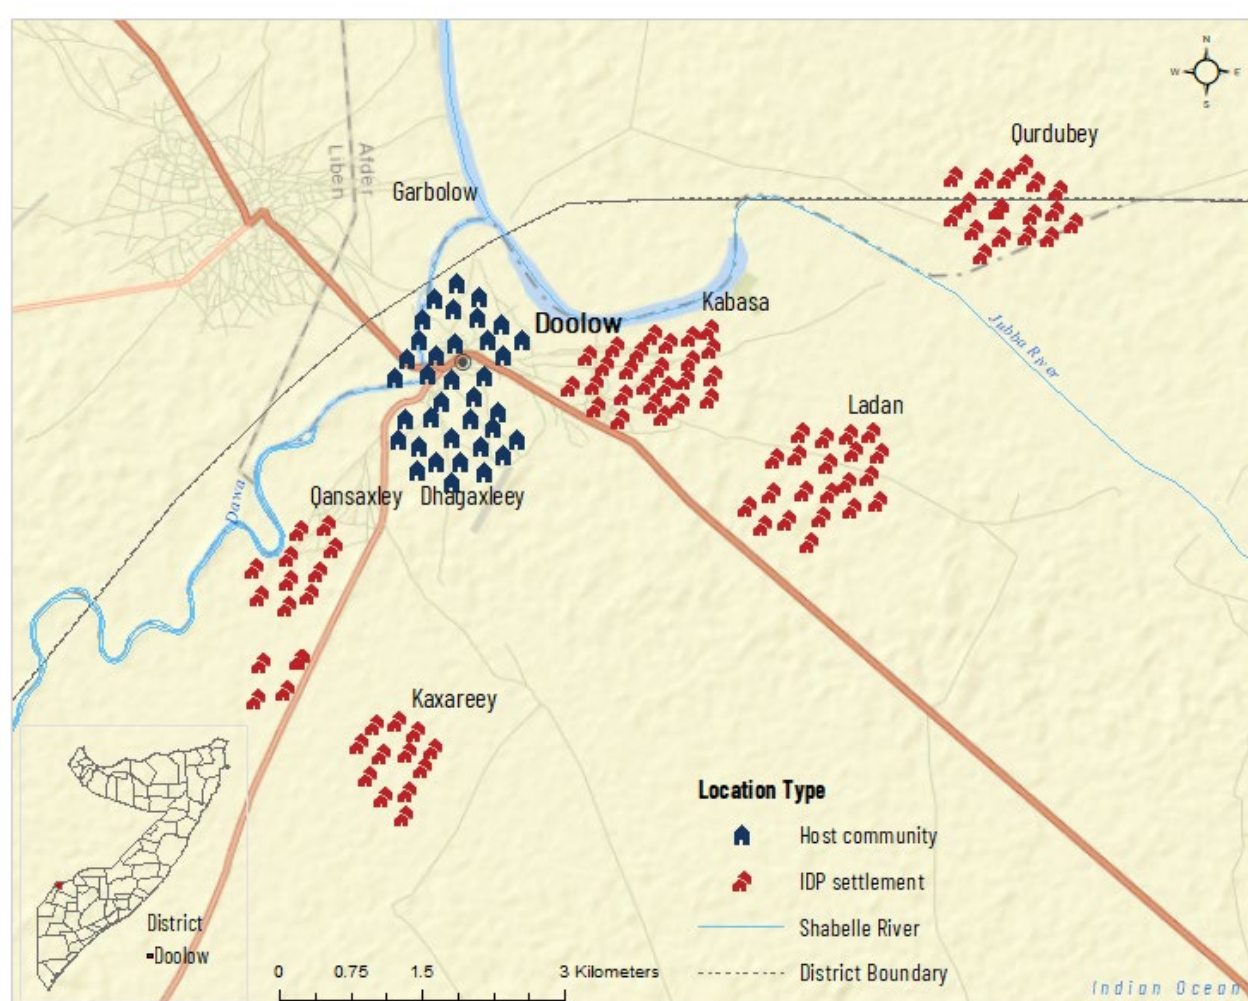 N
W E
S
Qurdubey
Afder
Liben
Garbolow
Kabasa
Doolow
Jubba River
Ladan
Qansaxley
Dhagaxleey
Dawa
Kaxareey
Location Type
Host community
IDP settlement
Shabelle River
District Boundary
District
Doolow
0 0.75 1.5 3 Kilometers
Indian Ocean